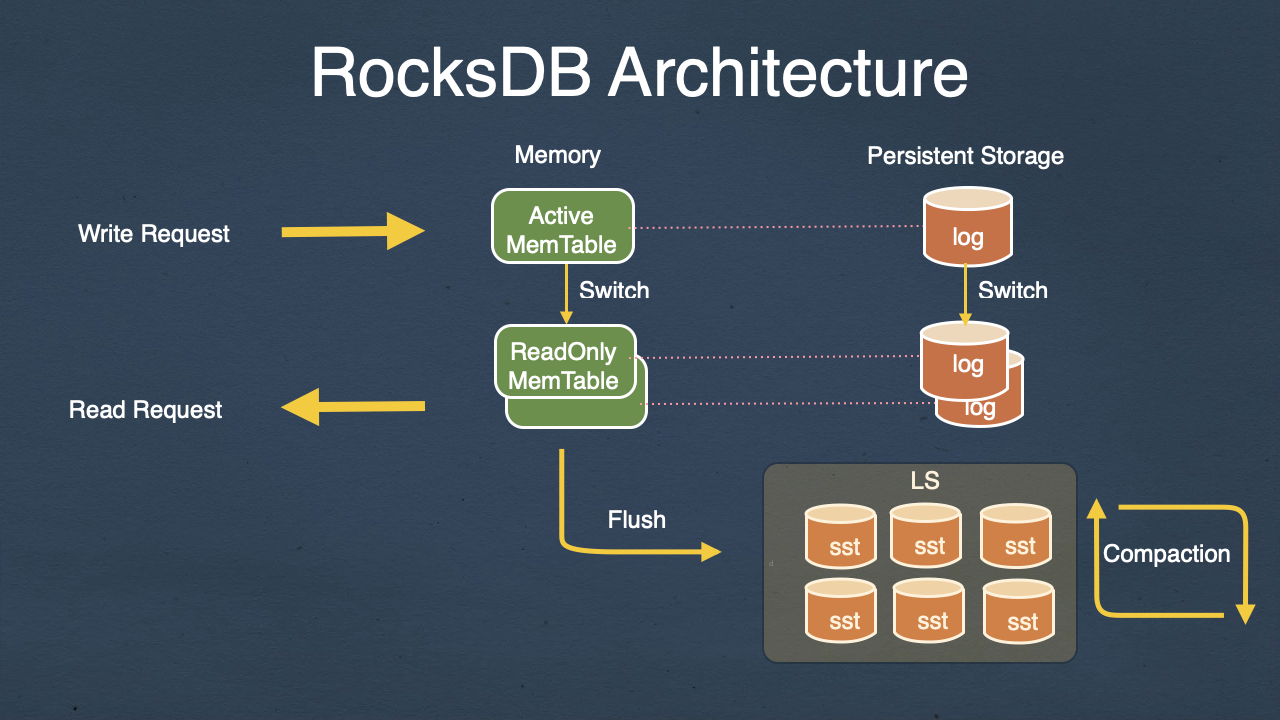 RocksDB Architecture
Memory
Persistent Storage
Write Request
Active
MemTable
log
Switch
Switch
ReadOnly
MemTable
log
log
Read Request
Flush
LS
sst
sst
sst
d
sst
sst
sst
Compaction